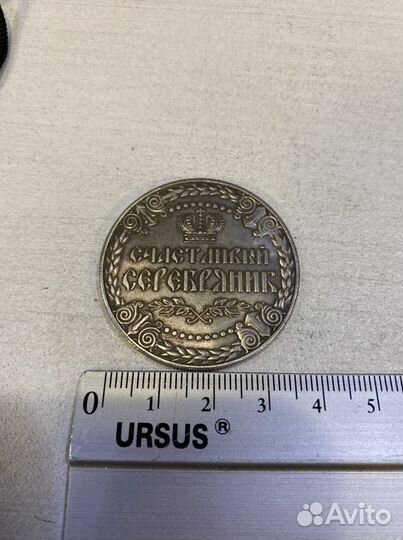 СЧАСТЛИВЫЙ
СЕРЕБРЯНИК
0 1 2 3 4 5
URSUS ®
Avito